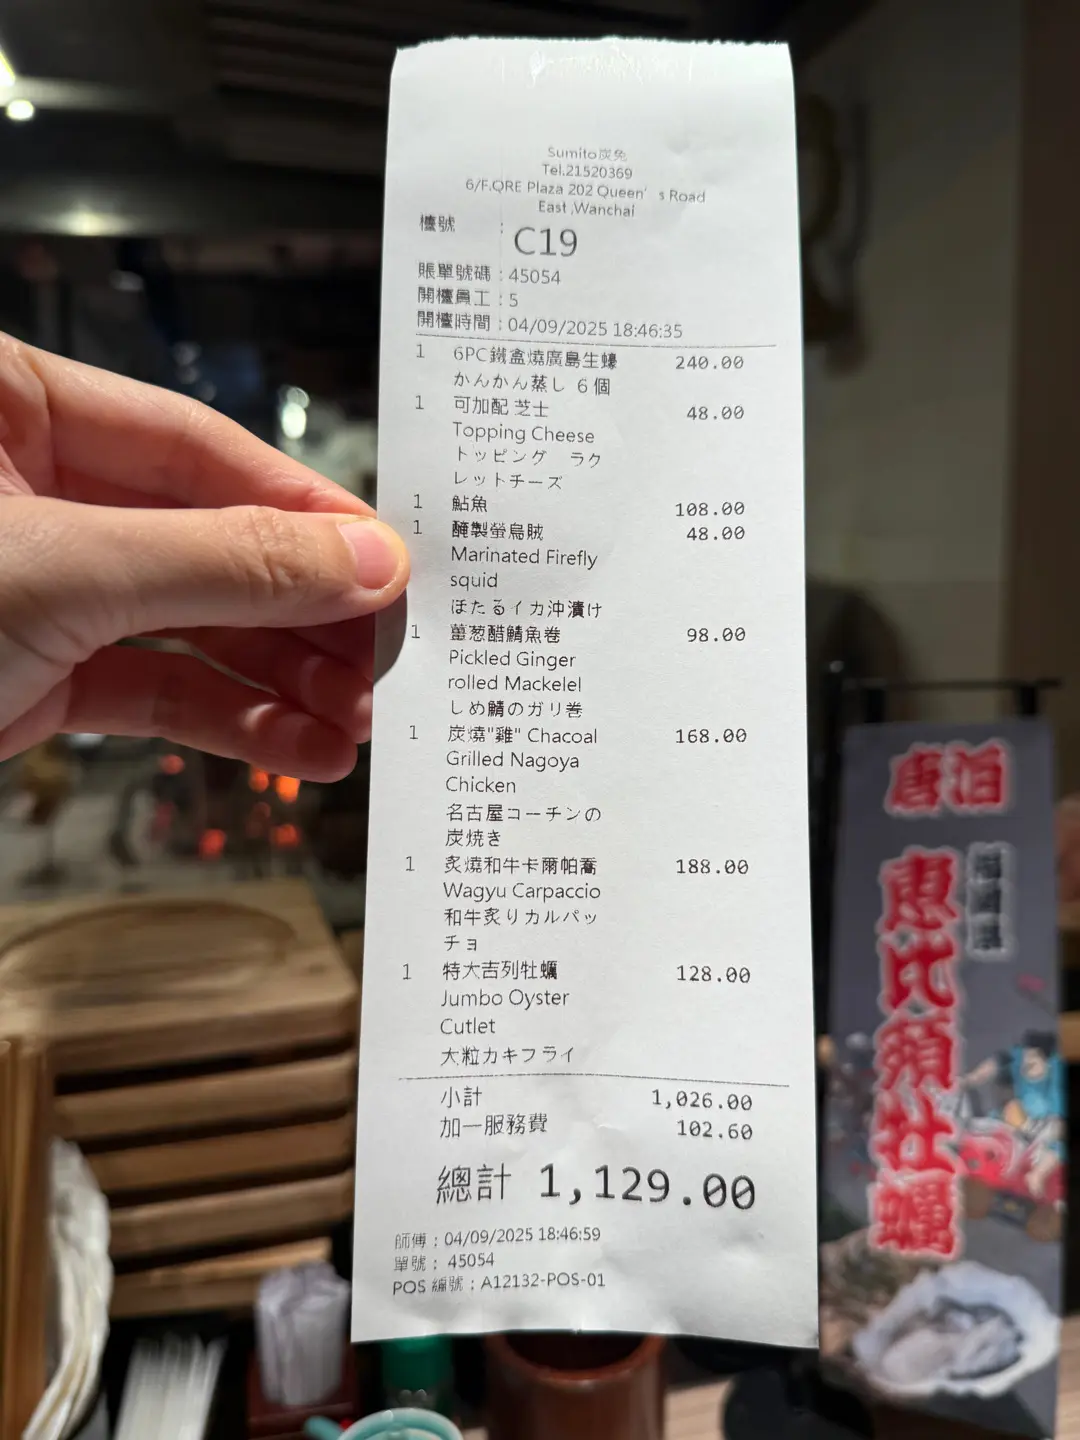 Sumito炭兔
Tel.21520369
6/F.QRE Plaza 202 Queen's Road
East ,Wanchai
檯號 : C19
賬單號碼 : 45054
開檯員工 : 5
開檯時間 : 04/09/2025 18:46:35
1 6PC鐵盒燒廣島生蠔 240.00
かんかん蒸し 6個
1 可加配 芝士 48.00
Topping Cheese
トッピング ラク
レットチーズ
1 鮎魚 108.00
1 醃製螢烏賊 48.00
Marinated Firefly
squid
ほたるイカ沖漬け
1 薑葱醋鯖魚卷 98.00
Pickled Ginger
rolled Mackelel
しめ鯖のガリ巻
1 炭燒"雞" Chacoal 168.00
Grilled Nagoya
Chicken
名古屋コーチンの
炭焼き
1 炙燒和牛卡爾帕喬 188.00
Wagyu Carpaccio
和牛炙りカルパッ
チョ
1 特大吉列牡蠣 128.00
Jumbo Oyster
Cutlet
大粒カキフライ
小計 1,026.00
加一服務費 102.60
總計 1,129.00
師傅 : 04/09/2025 18:46:59
單號 : 45054
POS 編號 : A12132-POS-01
唐泊
福岡県
恵比須牡蠣